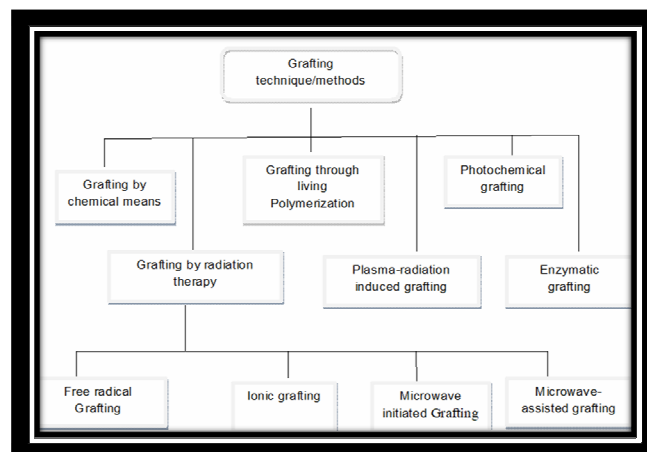 Grafting
technique/methods
Grafting by
chemical means
Grafting through
living
Polymerization
Photochemical
grafting
Grafting by radiation
therapy
Plasma-radiation
induced grafting
Enzymatic
grafting
Free radical
Grafting
Ionic grafting
Microwave
initiated Grafting
Microwave-
assisted grafting